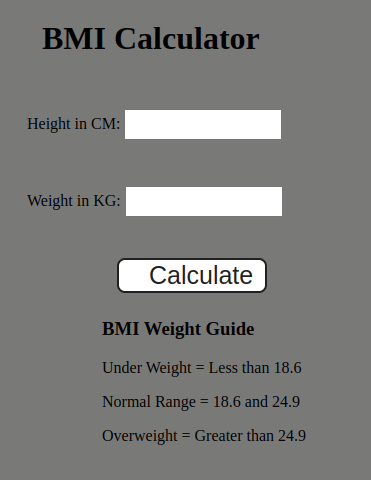 BMI Calculator
Height in CM:
Weight in KG:
Calculate
BMI Weight Guide
Under Weight = Less than 18.6
Normal Range = 18.6 and 24.9
Overweight = Greater than 24.9